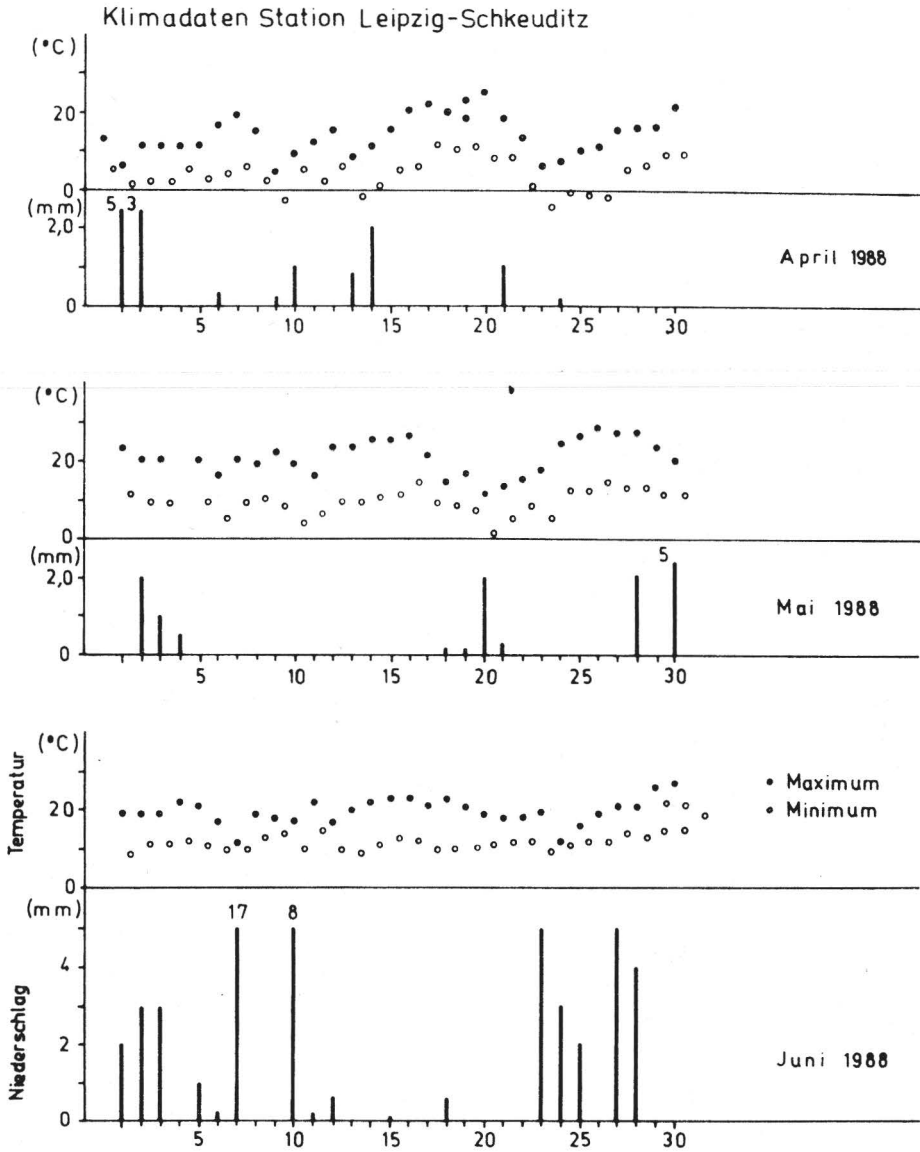 Klimadaten Station Leipzig-Schkeuditz
(°C)
20
0
(mm)
5 3
2,0
April 1988
0
5 10 15 20 25 30
(°C)
20
0
(mm)
5
2,0
Mai 1988
0
5 10 15 20 25 30
Temperatur
(°C)
• Maximum
20
◦ Minimum
0
Niederschlag
(mm)
17 8
4
2
Juni 1988
0
5 10 15 20 25 30